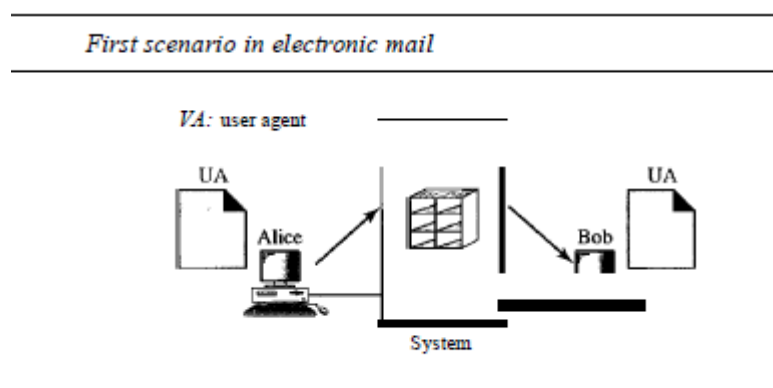 First scenario in electronic mail
VA: user agent
UA
UA
Alice
Bob
System